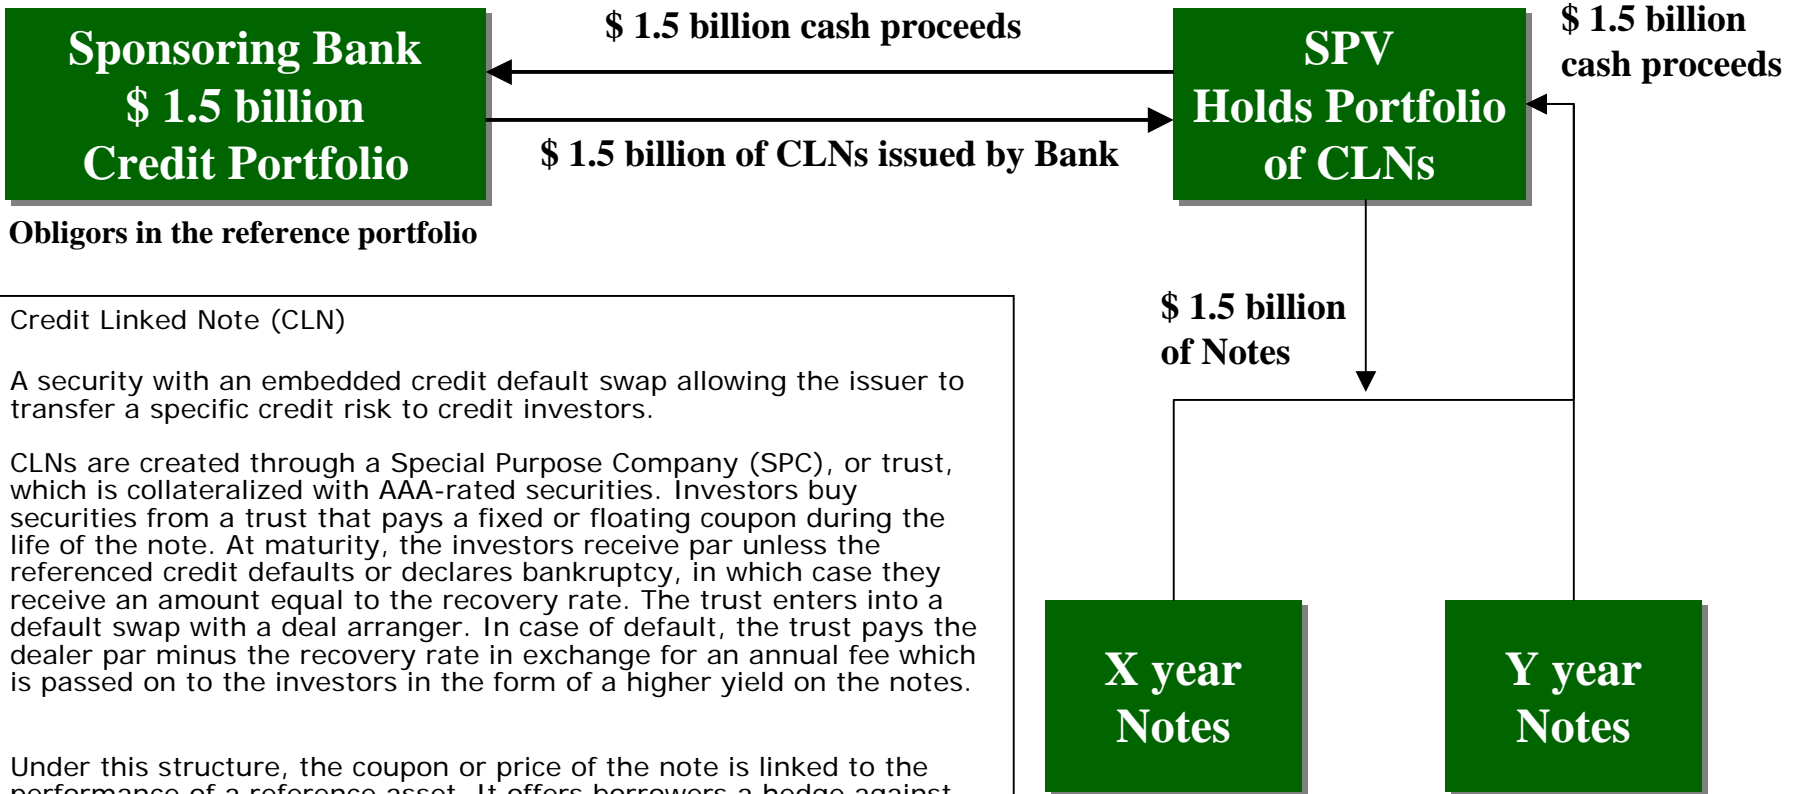 Sponsoring Bank
$ 1.5 billion
Credit Portfolio
$ 1.5 billion cash proceeds
$ 1.5 billion of CLNs issued by Bank
SPV
Holds Portfolio
of CLNs
$ 1.5 billion
cash proceeds
Obligors in the reference portfolio
Credit Linked Note (CLN)
A security with an embedded credit default swap allowing the issuer to
transfer a specific credit risk to credit investors.
CLNs are created through a Special Purpose Company (SPC), or trust,
which is collateralized with AAA-rated securities. Investors buy
securities from a trust that pays a fixed or floating coupon during the
life of the note. At maturity, the investors receive par unless the
referenced credit defaults or declares bankruptcy, in which case they
receive an amount equal to the recovery rate. The trust enters into a
default swap with a deal arranger. In case of default, the trust pays the
dealer par minus the recovery rate in exchange for an annual fee which
is passed on to the investors in the form of a higher yield on the notes.
Under this structure, the coupon or price of the note is linked to the
performance of a reference asset. It offers borrowers a hedge against
$ 1.5 billion
of Notes
X year
Notes
Y year
Notes